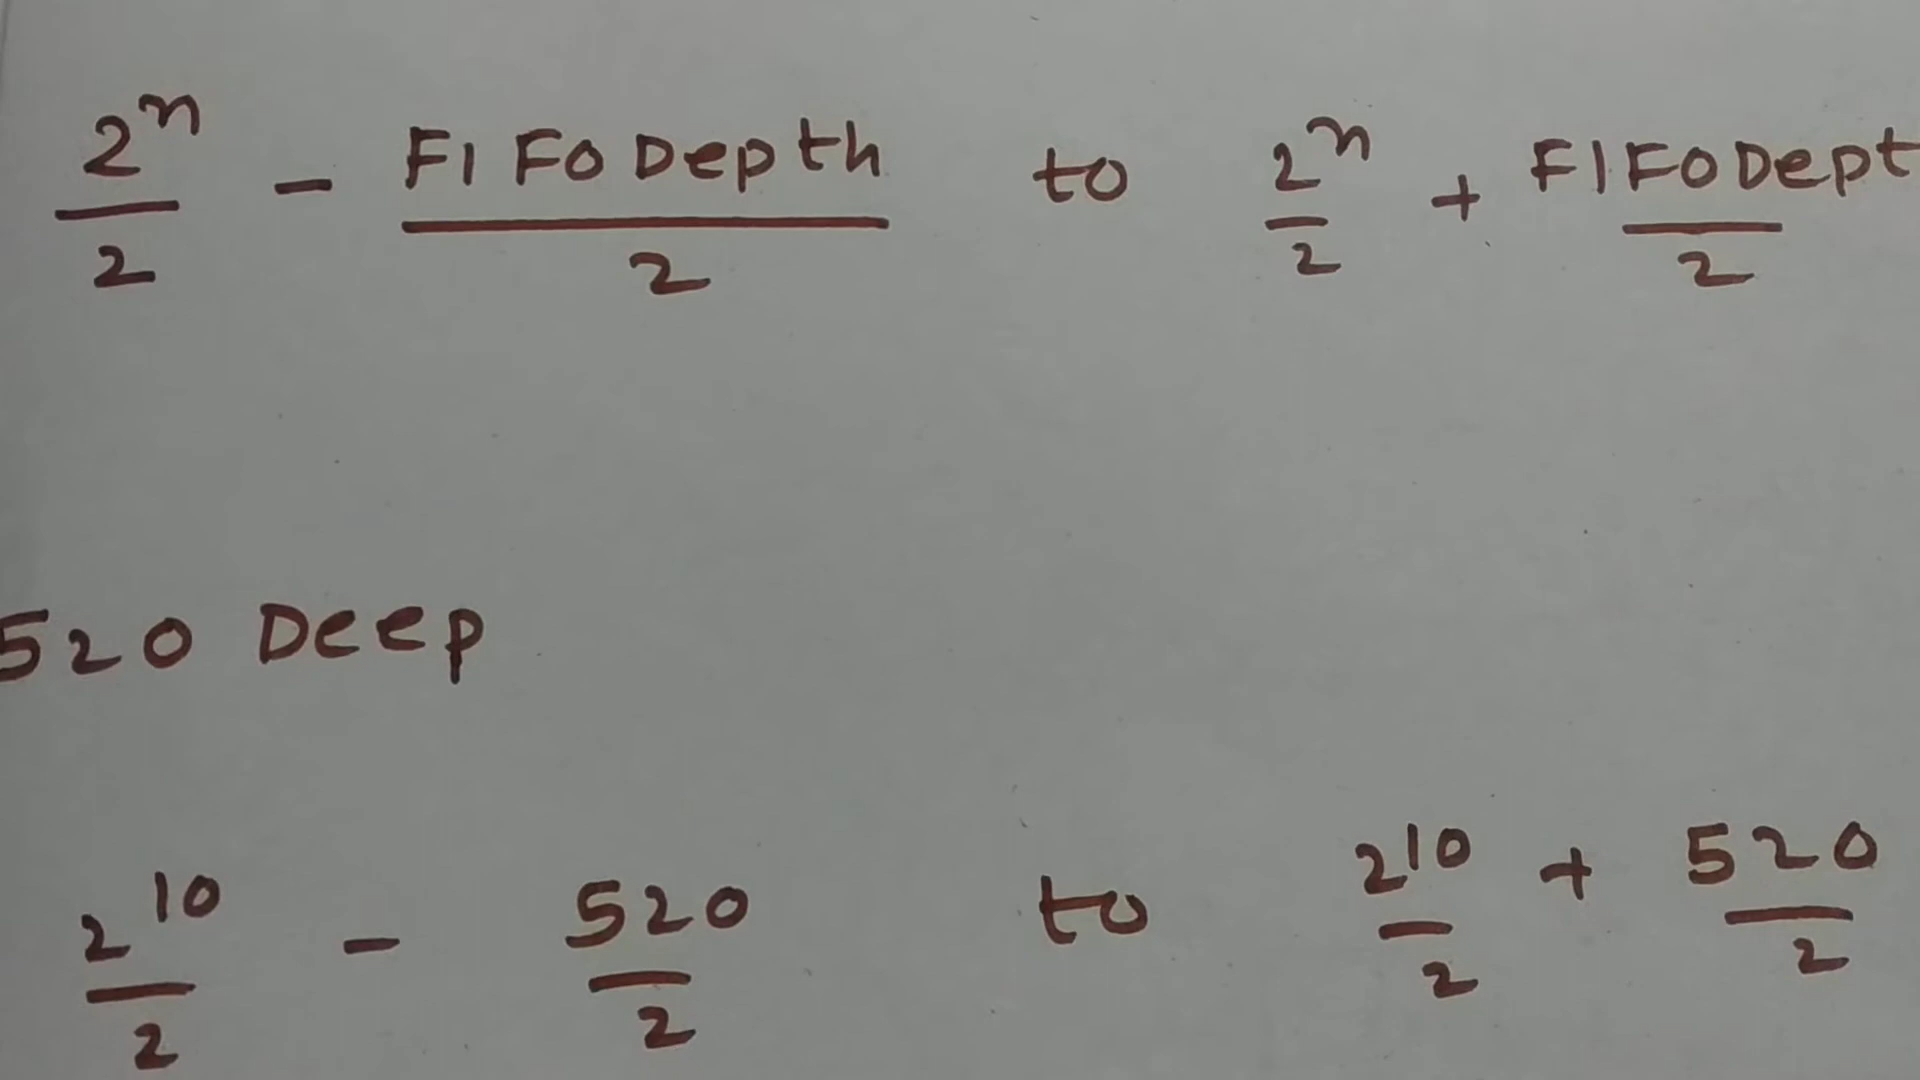 2^n/2 - FIFO Depth/2 to 2^n/2 + FIFO Dept/2
520 Deep
2^10/2 - 520/2 to 2^10/2 + 520/2